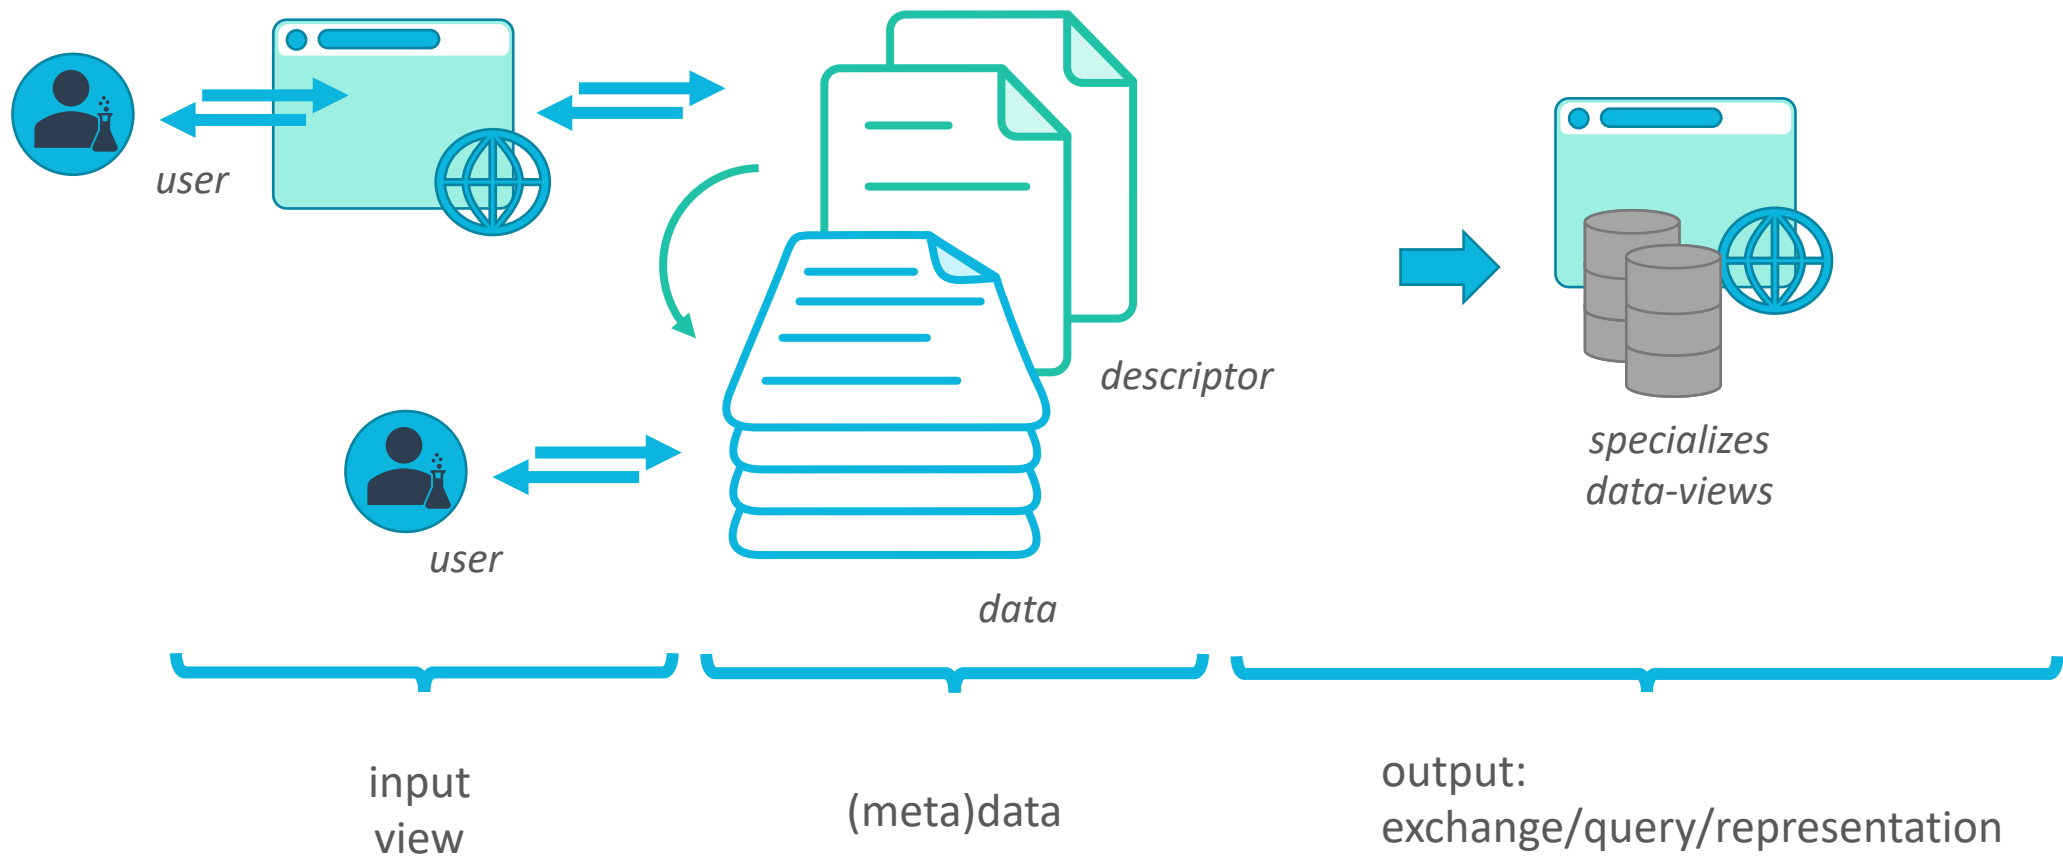 user
descriptor
specializes
data-views
user
data
input
view
(meta)data
output:
exchange/query/representation